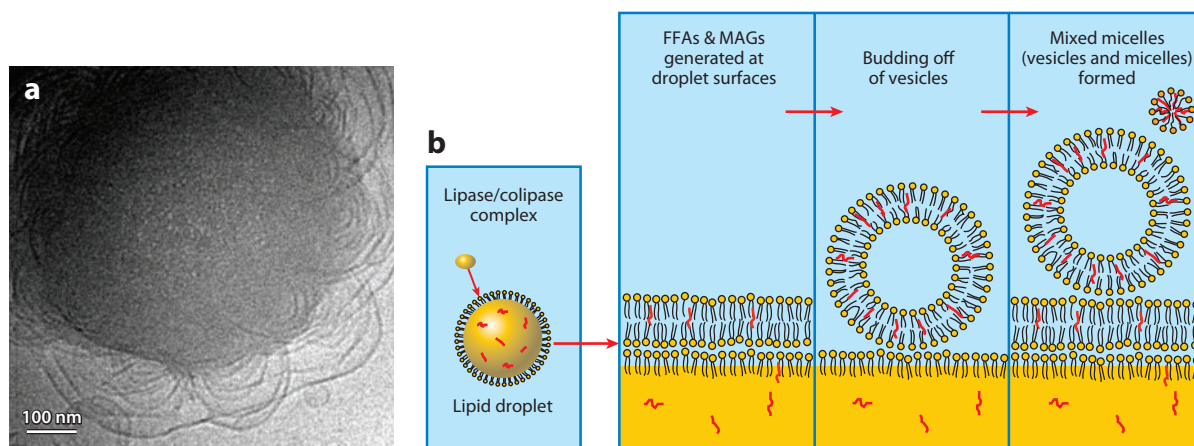 a
100 nm
b
Lipase/colipase
complex
Lipid droplet
FFAs & MAGs
generated at
droplet surfaces
Budding off
of vesicles
Mixed micelles
(vesicles and micelles)
formed